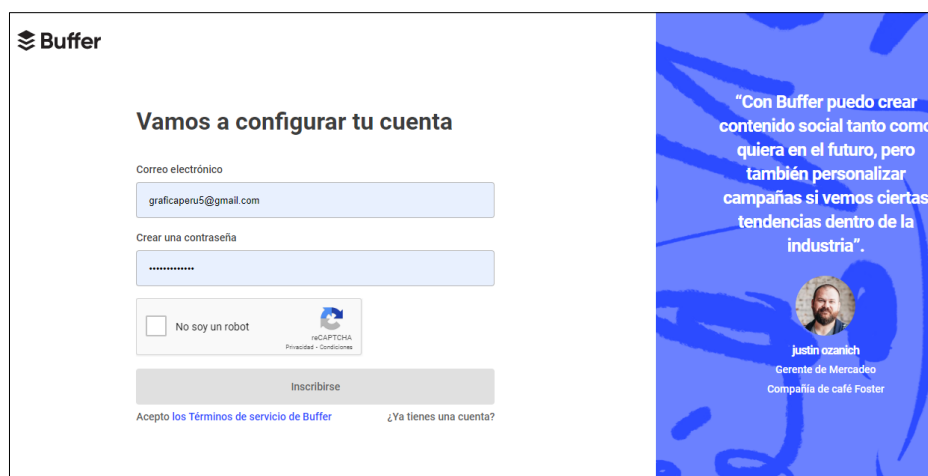 Buffer
Vamos a configurar tu cuenta
Correo electrónico
graficaperu5@gmail.com
Crear una contraseña
•••••••••••••
No soy un robot
reCAPTCHA
Privacidad - Condiciones
Inscribirse
Acepto los Términos de servicio de Buffer ¿Ya tienes una cuenta?
“Con Buffer puedo crear
contenido social tanto como
quiera en el futuro, pero
también personalizar
campañas si vemos ciertas
tendencias dentro de la
industria”.
justin ozanich
Gerente de Mercadeo
Compañía de café Foster